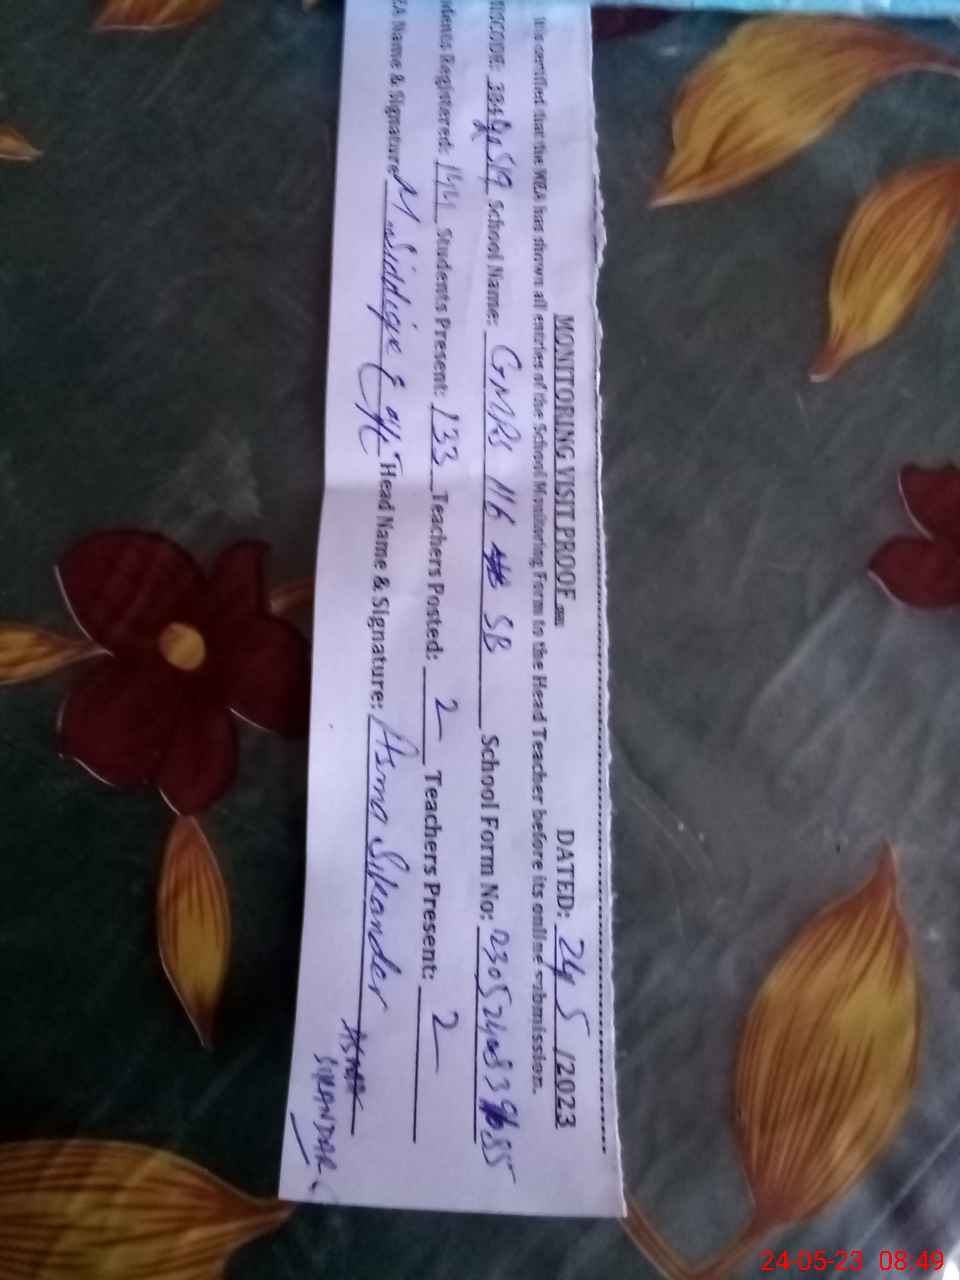 MONITORING VISIT PROOF DATED: 24 5 /2023
certified that the MEA has shown all entries of the School Monitoring Form to the Head Teacher before its online submission.
School Name: GMPS 116 SB School Form No:
Registered: 141 Students Present: 133 Teachers Posted: 2 Teachers Present: 2
Name & Signature M. Siddique Head Name & Signature: Asma Sikander
ASMA
SIKANDAR
24-05-23 08:49